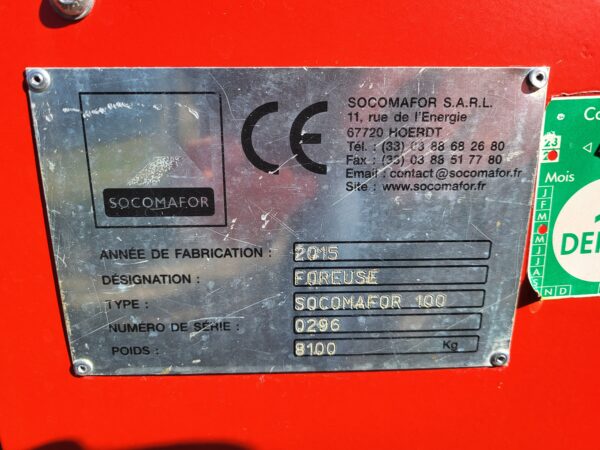 SOCOMAFOR
CE
SOCOMAFOR S.A.R.L.
11, rue de l'Energie
67720 HOERDT
Tél. : (33) 03 88 68 26 80
Fax : (33) 03 88 51 77 80
Email : contact@socomafor.fr
Site : www.socomafor.fr
ANNÉE DE FABRICATION : 2015
DÉSIGNATION : FOREUSE
TYPE : SOCOMAFOR 100
NUMERO DE SÉRIE : 0296
POIDS : 8100 Kg
23
Mois
J
F
M
M
J
J
A
S
N D